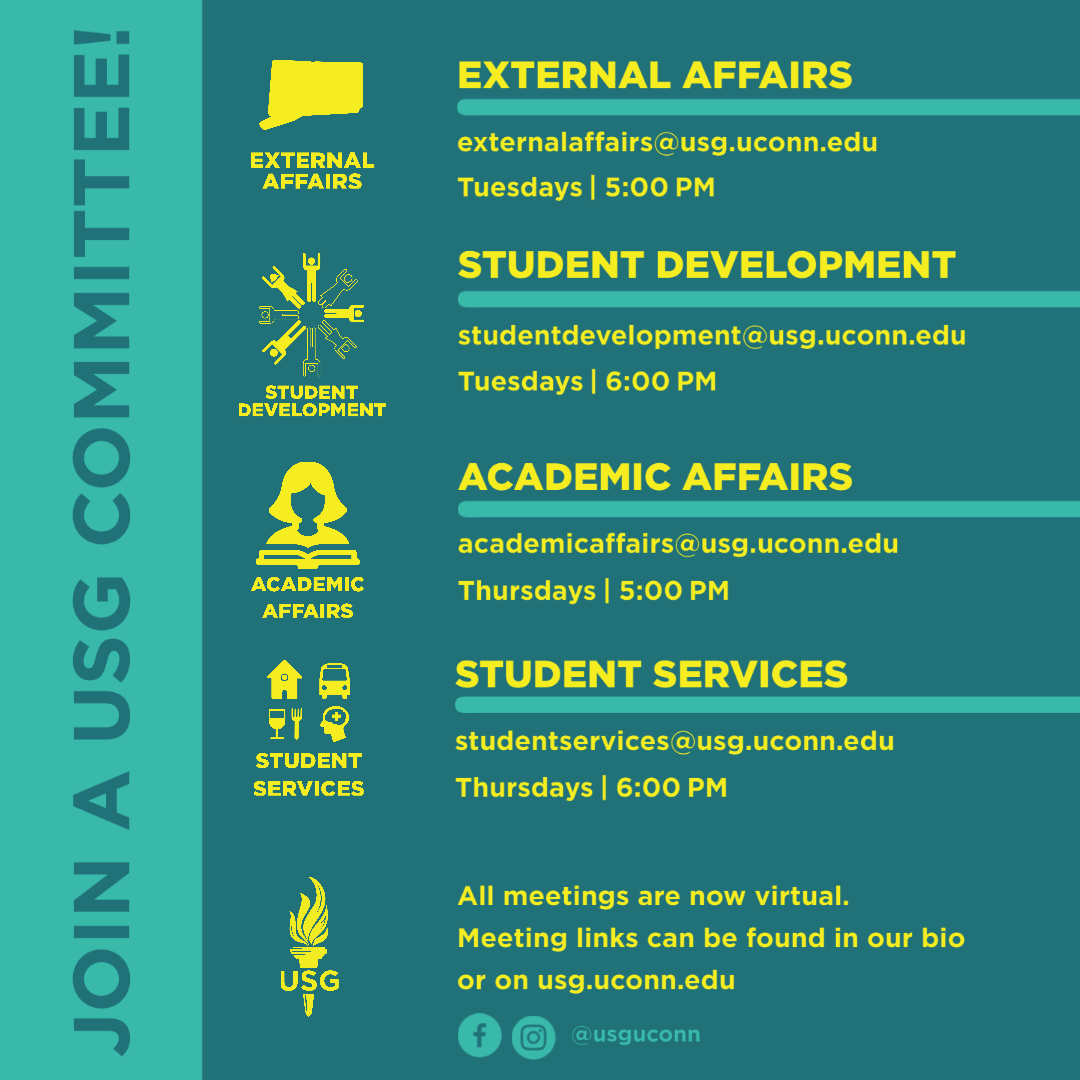 JOIN A USG COMMITTEE!
EXTERNAL
AFFAIRS
EXTERNAL AFFAIRS
externalaffairs@usg.uconn.edu
Tuesdays | 5:00 PM
STUDENT
DEVELOPMENT
STUDENT DEVELOPMENT
studentdevelopment@usg.uconn.edu
Tuesdays | 6:00 PM
ACADEMIC
AFFAIRS
ACADEMIC AFFAIRS
academicaffairs@usg.uconn.edu
Thursdays | 5:00 PM
STUDENT
SERVICES
STUDENT SERVICES
studentservices@usg.uconn.edu
Thursdays | 6:00 PM
USG
All meetings are now virtual.
Meeting links can be found in our bio
or on usg.uconn.edu
@usguconn